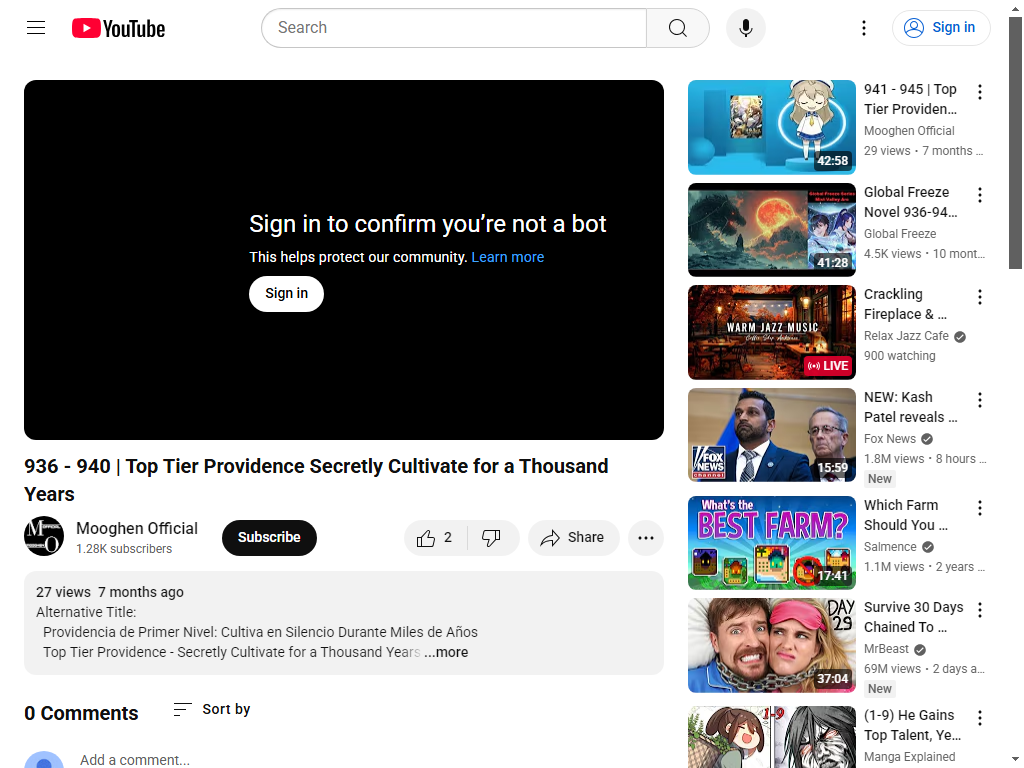 YouTube
Search
Sign in
Sign in to confirm you’re not a bot
This helps protect our community. Learn more
Sign in
936 - 940 | Top Tier Providence Secretly Cultivate for a Thousand
Years
Mooghen Official
1.28K subscribers
Subscribe
2
Share
27 views 7 months ago
Alternative Title:
Providencia de Primer Nivel: Cultiva en Silencio Durante Miles de Años
Top Tier Providence - Secretly Cultivate for a Thousand Years ...more
0 Comments
Sort by
Add a comment...
42:58
941 - 945 | Top
Tier Providen...
Mooghen Official
29 views • 7 months ...
41:28
Global Freeze
Novel 936-94...
Global Freeze
4.5K views • 10 mont...
WARM JAZZ MUSIC
LIVE
Crackling
Fireplace & ...
Relax Jazz Cafe
900 watching
FOX
NEWS
channel
15:59
NEW: Kash
Patel reveals ...
Fox News
1.8M views • 8 hours ...
New
What's the
BEST FARM?
17:41
Which Farm
Should You ...
Salmence
1.1M views • 2 years ...
DAY
29
37:04
Survive 30 Days
Chained To ...
MrBeast
69M views • 2 days a...
New
1-9
(1-9) He Gains
Top Talent, Ye...
Manga Explained